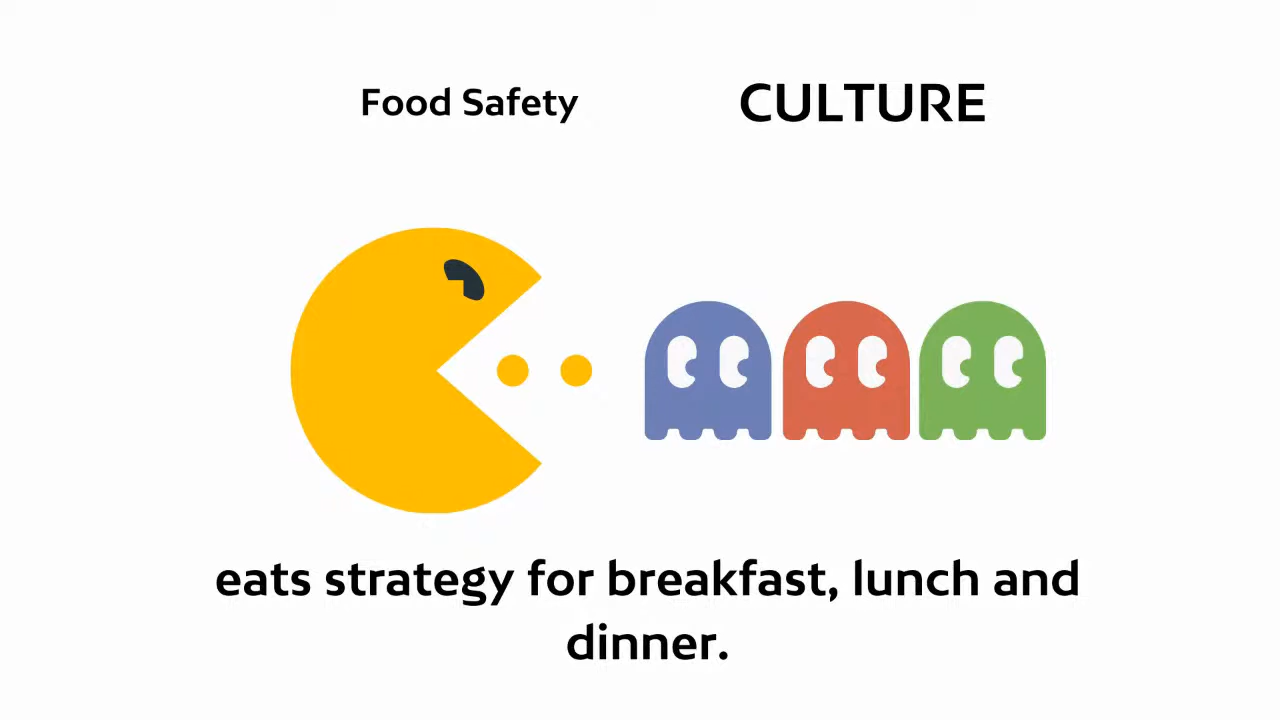 Food Safety CULTURE
eats strategy for breakfast, lunch and
dinner.